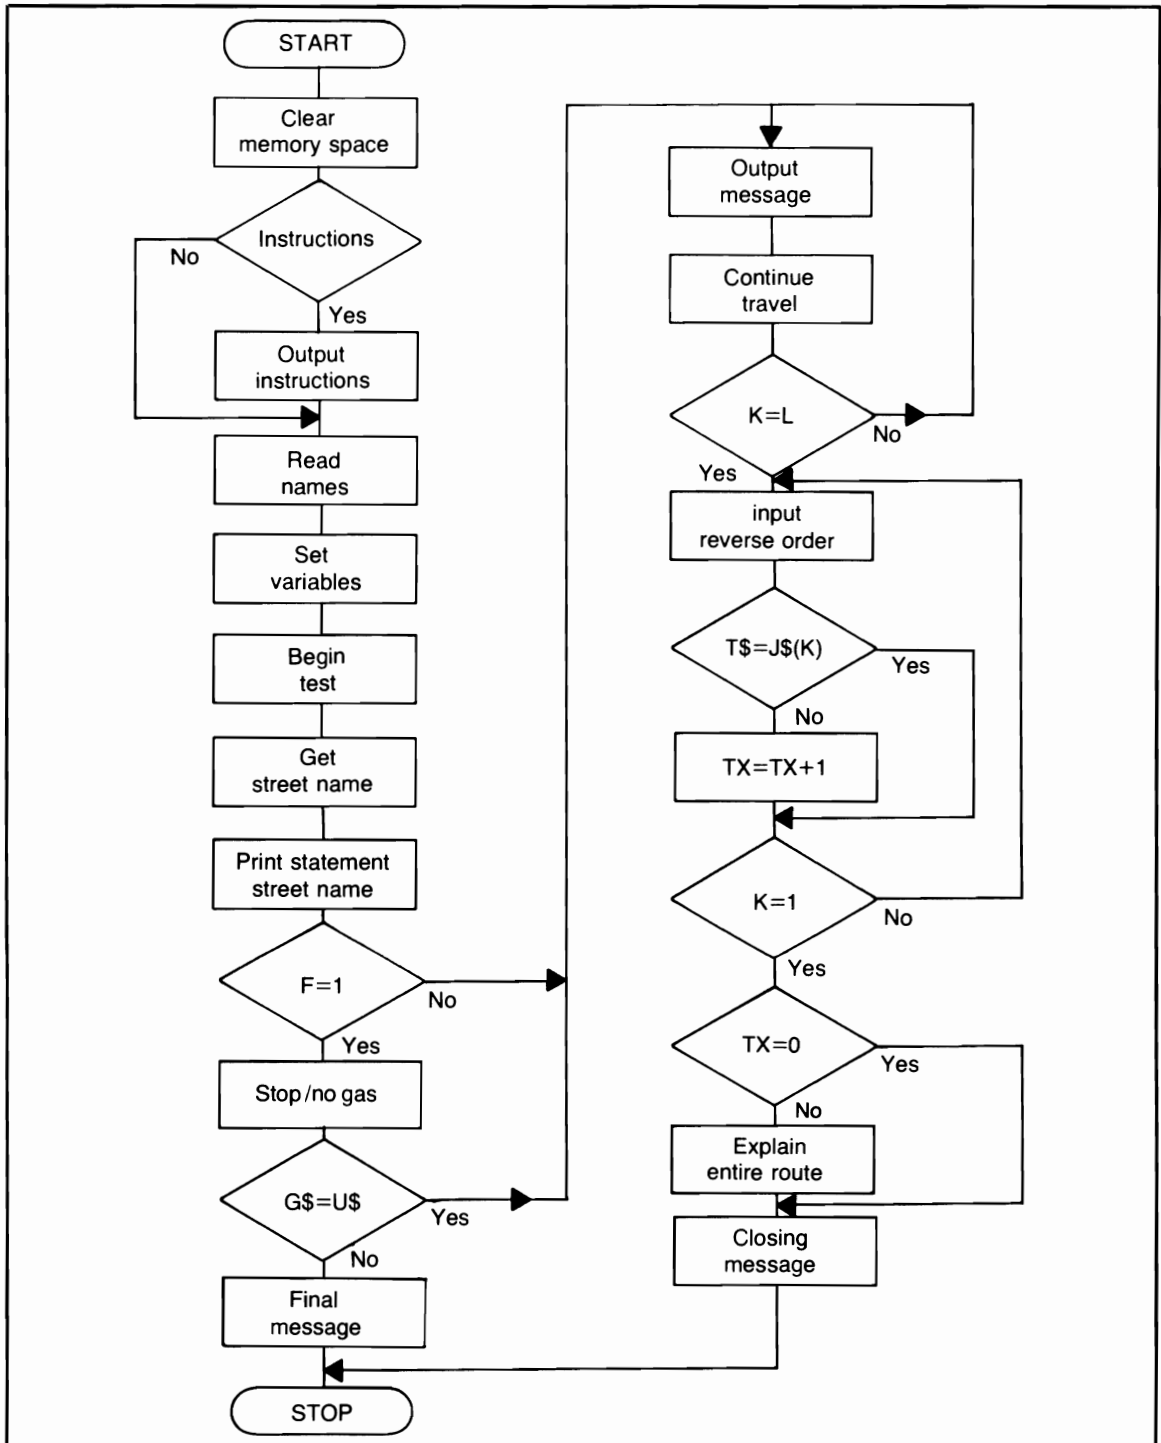 START
Clear
memory space
Instructions
No
Yes
Output
instructions
Read
names
Set
variables
Begin
test
Get
street name
Print statement
street name
F=1
No
Yes
Stop/no gas
G$=U$
Yes
No
Final
message
STOP
Output
message
Continue
travel
K=L
No
Yes
input
reverse order
T$=J$(K)
Yes
No
TX=TX+1
K=1
No
Yes
TX=0
Yes
No
Explain
entire route
Closing
message